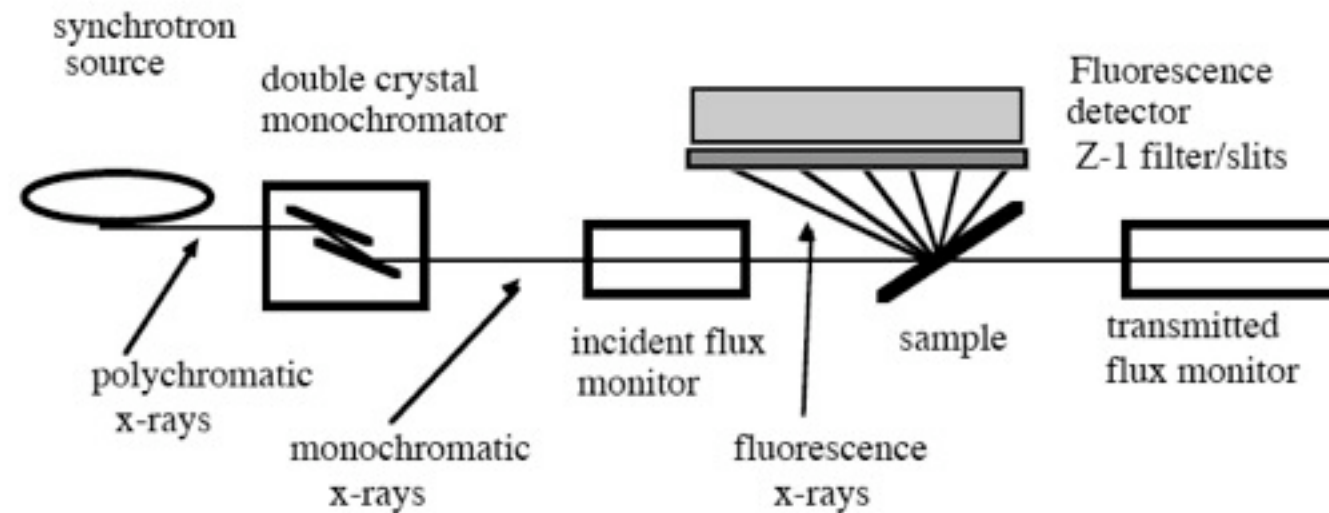 synchrotron
source
double crystal
monochromator
Fluorescence
detector
Z-1 filter/slits
polychromatic
x-rays
monochromatic
x-rays
incident flux
monitor
fluorescence
x-rays
sample
transmitted
flux monitor